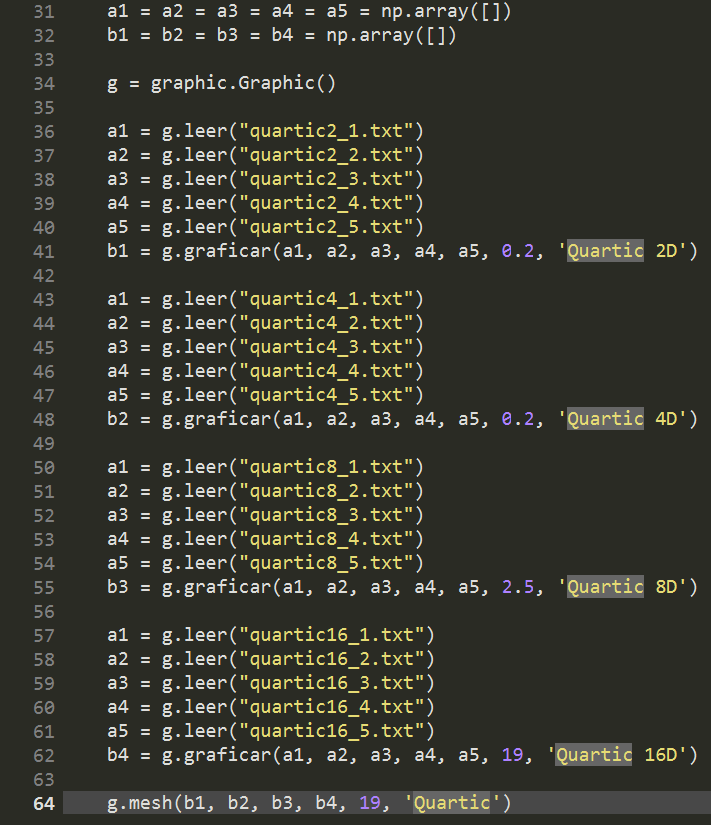 31 a1 = a2 = a3 = a4 = a5 = np.array([])
32 b1 = b2 = b3 = b4 = np.array([])
33
34 g = graphic.Graphic()
35
36 a1 = g.leer("quartic2_1.txt")
37 a2 = g.leer("quartic2_2.txt")
38 a3 = g.leer("quartic2_3.txt")
39 a4 = g.leer("quartic2_4.txt")
40 a5 = g.leer("quartic2_5.txt")
41 b1 = g.graficar(a1, a2, a3, a4, a5, 0.2, 'Quartic 2D')
42
43 a1 = g.leer("quartic4_1.txt")
44 a2 = g.leer("quartic4_2.txt")
45 a3 = g.leer("quartic4_3.txt")
46 a4 = g.leer("quartic4_4.txt")
47 a5 = g.leer("quartic4_5.txt")
48 b2 = g.graficar(a1, a2, a3, a4, a5, 0.2, 'Quartic 4D')
49
50 a1 = g.leer("quartic8_1.txt")
51 a2 = g.leer("quartic8_2.txt")
52 a3 = g.leer("quartic8_3.txt")
53 a4 = g.leer("quartic8_4.txt")
54 a5 = g.leer("quartic8_5.txt")
55 b3 = g.graficar(a1, a2, a3, a4, a5, 2.5, 'Quartic 8D')
56
57 a1 = g.leer("quartic16_1.txt")
58 a2 = g.leer("quartic16_2.txt")
59 a3 = g.leer("quartic16_3.txt")
60 a4 = g.leer("quartic16_4.txt")
61 a5 = g.leer("quartic16_5.txt")
62 b4 = g.graficar(a1, a2, a3, a4, a5, 19, 'Quartic 16D')
63
64 g.mesh(b1, b2, b3, b4, 19, 'Quartic')